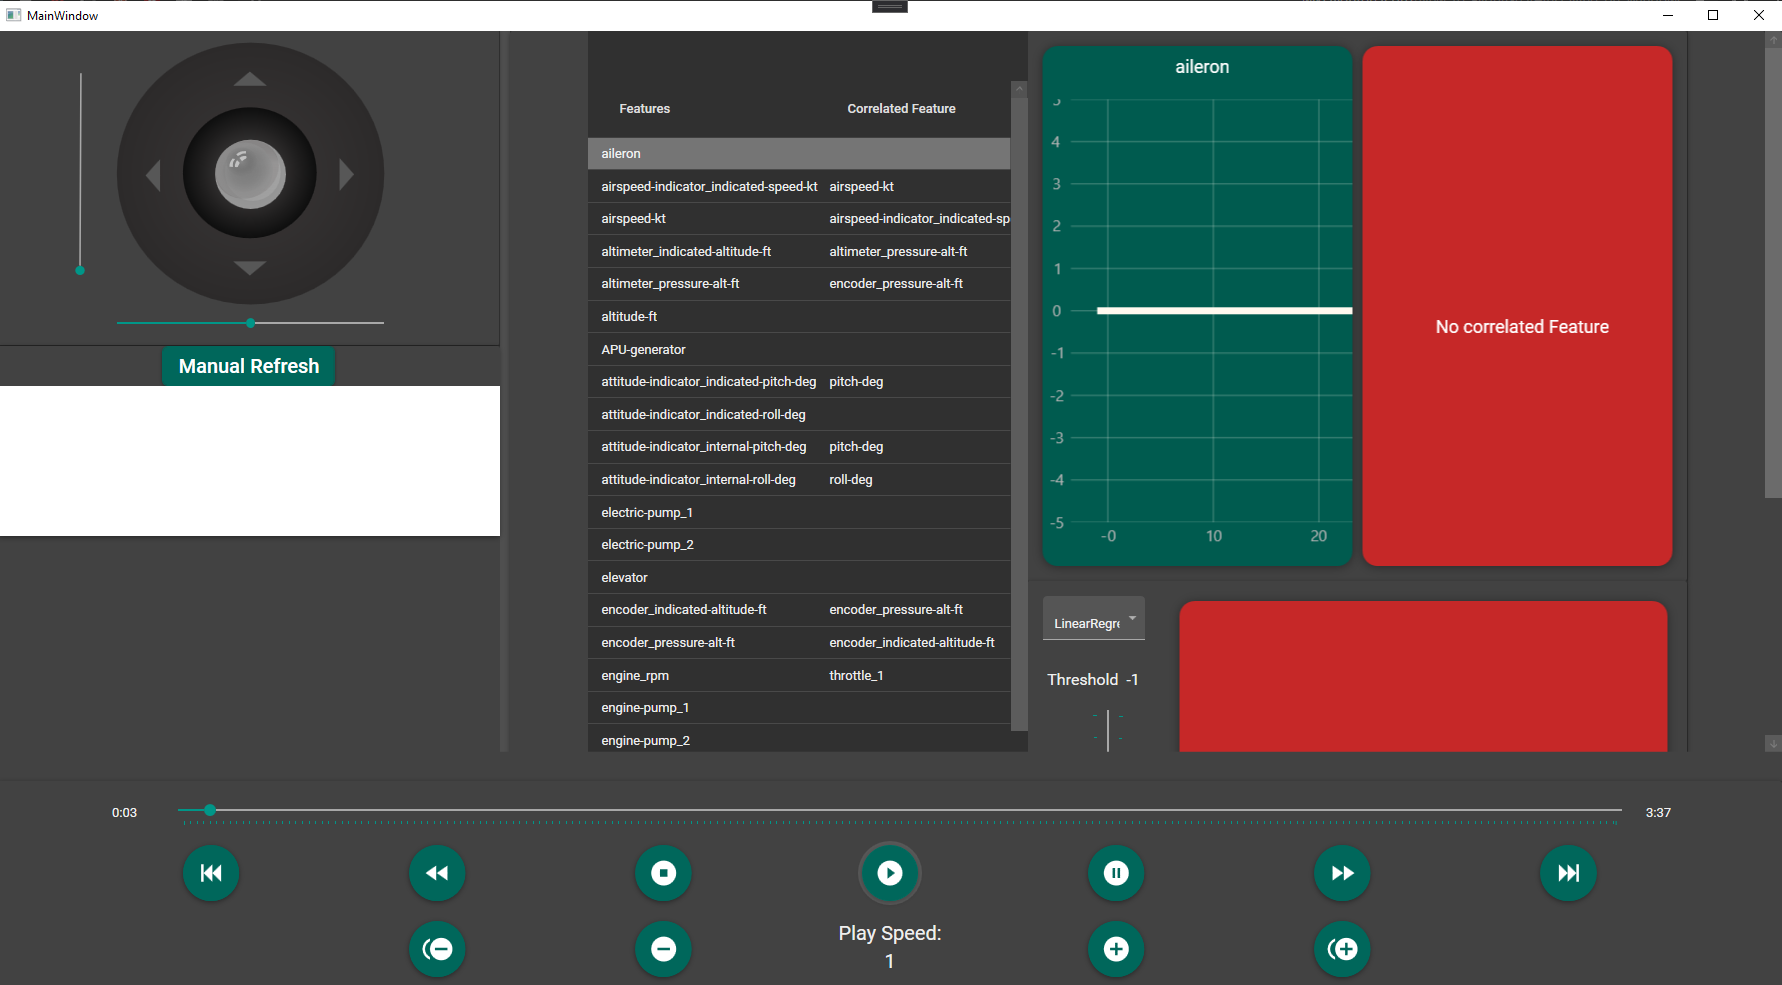 MainWindow
Manual Refresh
Features Correlated Feature
aileron
airspeed-indicator_indicated-speed-kt airspeed-kt
airspeed-kt airspeed-indicator_indicated-sp
altimeter_indicated-altitude-ft altimeter_pressure-alt-ft
altimeter_pressure-alt-ft encoder_pressure-alt-ft
altitude-ft
APU-generator
attitude-indicator_indicated-pitch-deg pitch-deg
attitude-indicator_indicated-roll-deg
attitude-indicator_internal-pitch-deg pitch-deg
attitude-indicator_internal-roll-deg roll-deg
electric-pump_1
electric-pump_2
elevator
encoder_indicated-altitude-ft encoder_pressure-alt-ft
encoder_pressure-alt-ft encoder_indicated-altitude-ft
engine_rpm throttle_1
engine-pump_1
engine-pump_2
aileron
5
4
3
2
1
0
-1
-2
-3
-4
-5
-0 10 20
No correlated Feature
LinearRegre
Threshold -1
0:03
3:37
Play Speed:
1